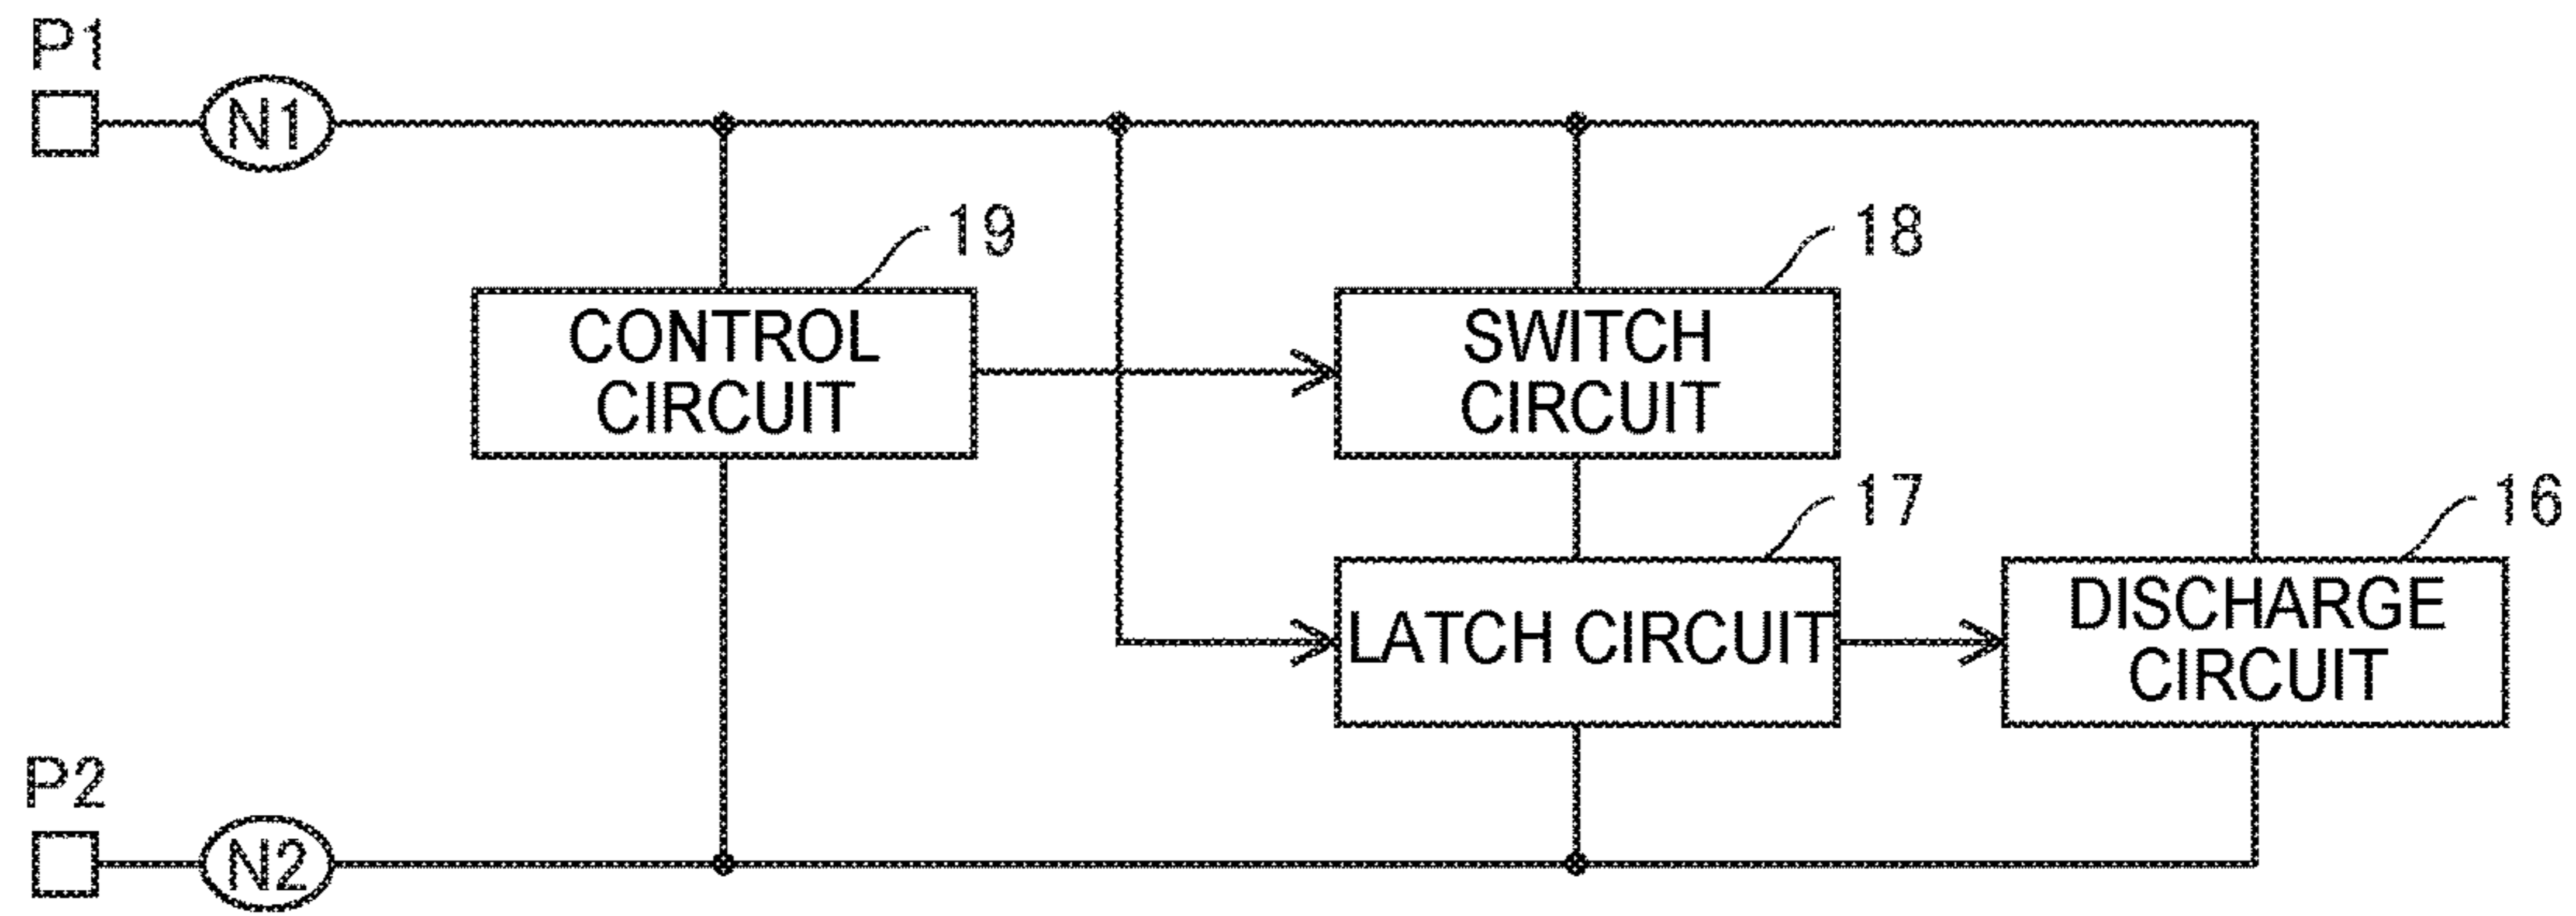 P1
N1
19
18
CONTROL
CIRCUIT
SWITCH
CIRCUIT
17
16
LATCH CIRCUIT
DISCHARGE
CIRCUIT
P2
N2